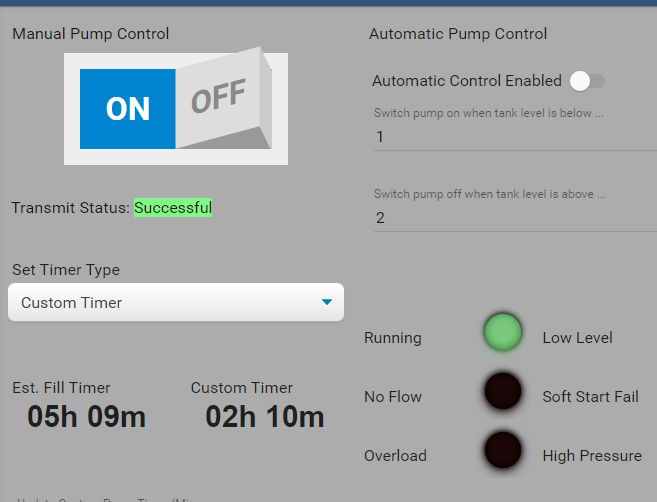 Manual Pump Control
ON OFF
Transmit Status: Successful
Set Timer Type
Custom Timer
Est. Fill Timer
05h 09m
Custom Timer
02h 10m
Automatic Pump Control
Automatic Control Enabled
Switch pump on when tank level is below ...
1
Switch pump off when tank level is above ...
2
Running
Low Level
No Flow
Soft Start Fail
Overload
High Pressure